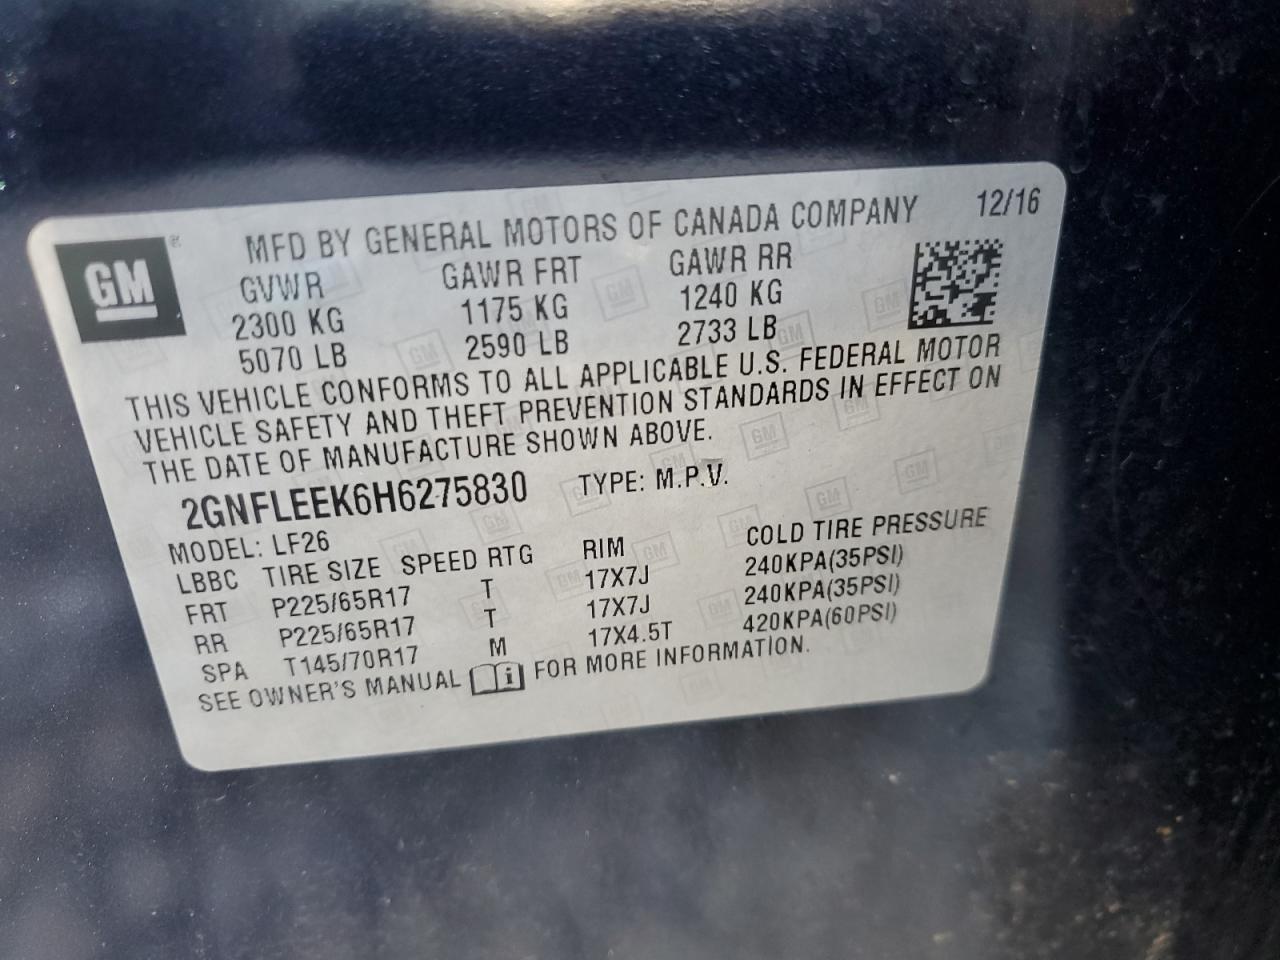 GM ® MFD BY GENERAL MOTORS OF CANADA COMPANY 12/16
GVWR GAWR FRT GAWR RR
2300 KG 1175 KG 1240 KG
5070 LB 2590 LB 2733 LB
THIS VEHICLE CONFORMS TO ALL APPLICABLE U.S. FEDERAL MOTOR
VEHICLE SAFETY AND THEFT PREVENTION STANDARDS IN EFFECT ON
THE DATE OF MANUFACTURE SHOWN ABOVE.
2GNFLEEK6H6275830 TYPE: M.P.V.
MODEL: LF26
LBBC TIRE SIZE SPEED RTG RIM COLD TIRE PRESSURE
FRT P225/65R17 T 17X7J 240KPA(35PSI)
RR P225/65R17 T 17X7J 240KPA(35PSI)
SPA T145/70R17 M 17X4.5T 420KPA(60PSI)
SEE OWNER'S MANUAL i FOR MORE INFORMATION.